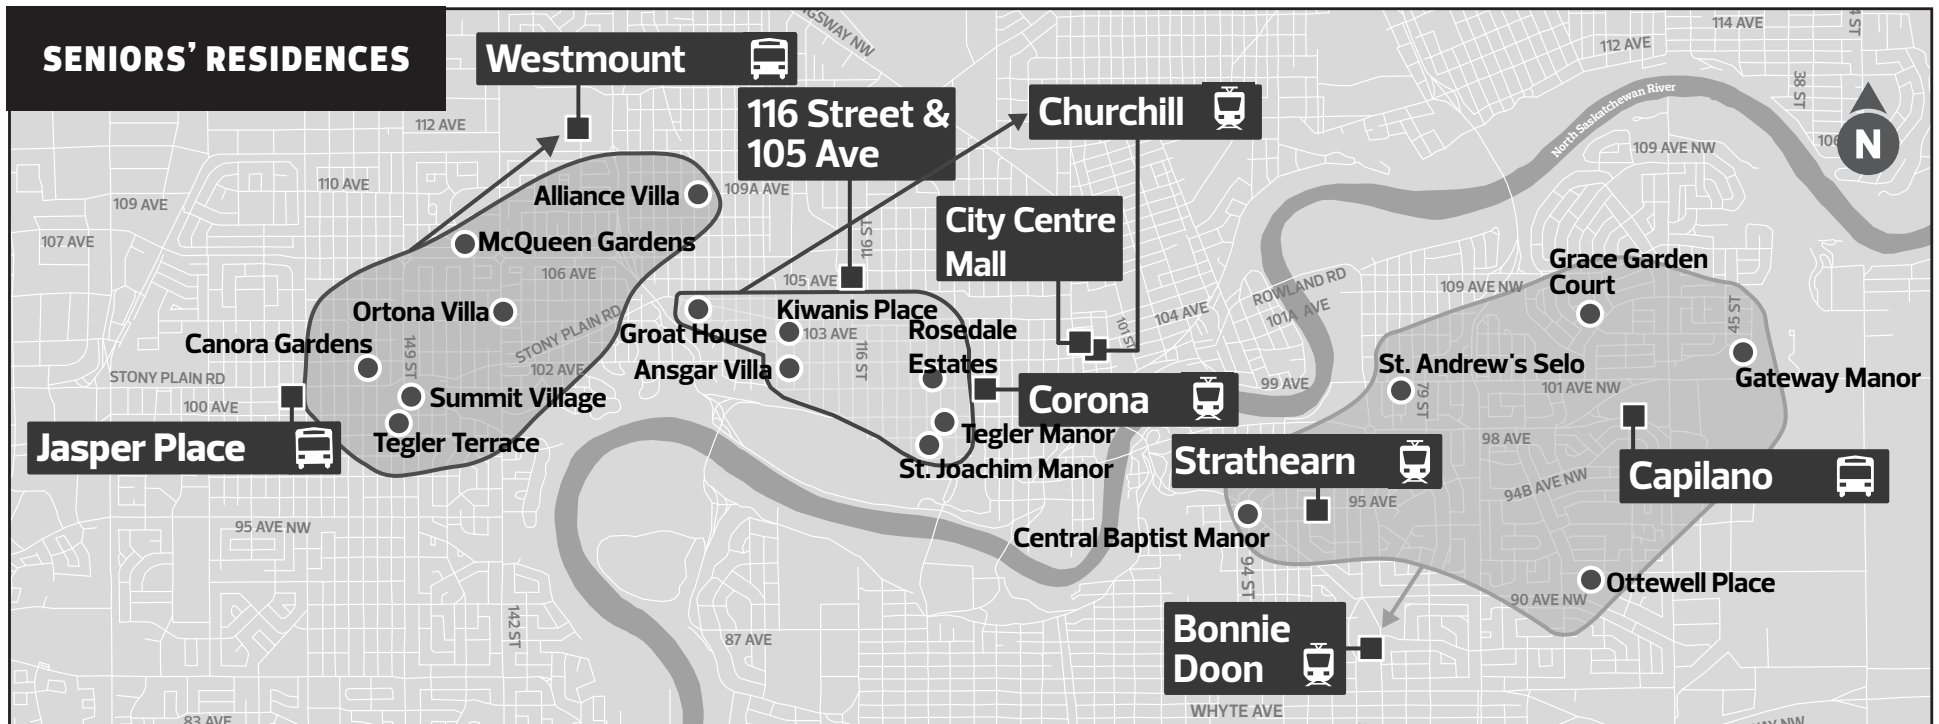 SENIORS’ RESIDENCES
Westmount
116 Street &
105 Ave
Churchill
City Centre
Mall
North Saskatchewan River
N
114 AVE
112 AVE
38 ST
112 AVE
110 AVE
109 AVE
107 AVE
109A AVE
109 AVE NW
Alliance Villa
McQueen Gardens
106 AVE
116 ST
105 AVE
Ortona Villa
STONY PLAIN RD
Canora Gardens
149 ST
102 AVE
STONY PLAIN RD
100 AVE
Summit Village
Tegler Terrace
Jasper Place
Groat House
Kiwanis Place
103 AVE
Ansgar Villa
116 ST
Rosedale
Estates
Corona
Tegler Manor
St. Joachim Manor
101 ST
104 AVE
ROWLAND RD
101A AVE
99 AVE
Grace Garden
Court
109 AVE NW
45 ST
St. Andrew's Selo
79 ST
101 AVE NW
Gateway Manor
98 AVE
94B AVE NW
Capilano
Strathearn
95 AVE
Central Baptist Manor
94 ST
90 AVE NW
Ottewell Place
Bonnie
Doon
95 AVE NW
142 ST
87 AVE
83 AVE
WHYTE AVE